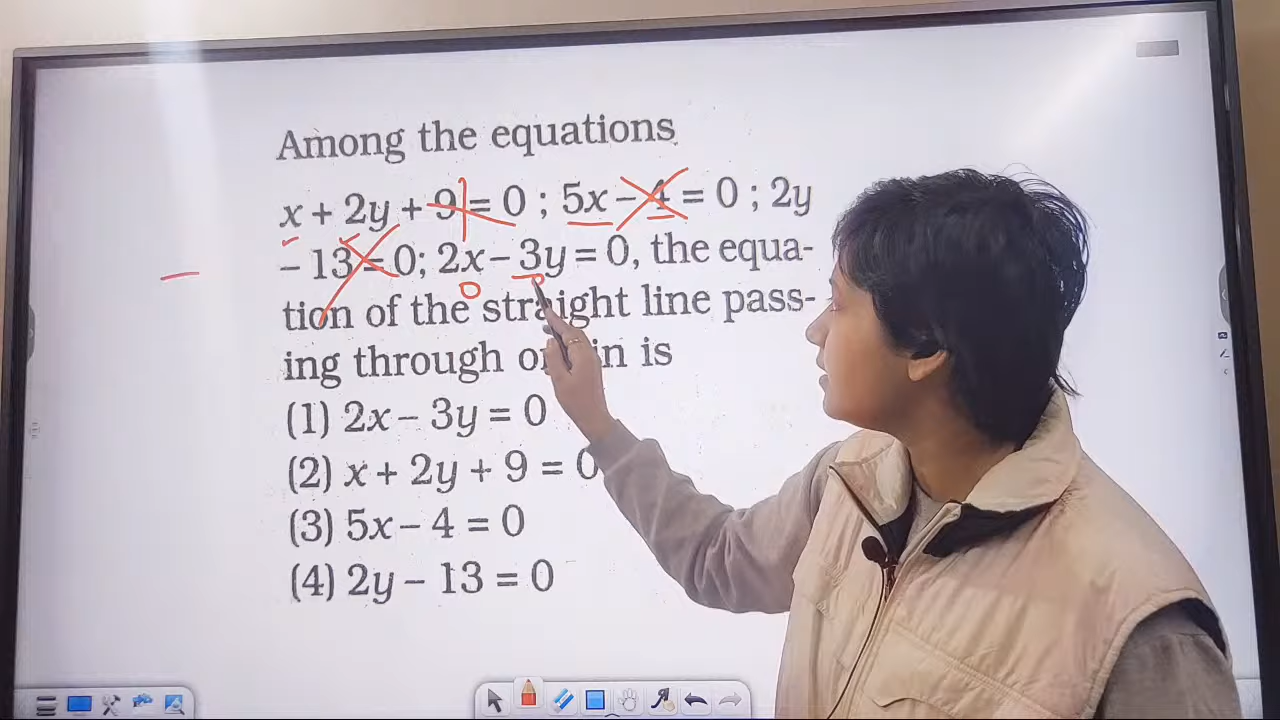 Among the equations
x + 2y + 9 = 0 ; 5x – 4 = 0 ; 2y
– 13 = 0; 2x – 3y = 0, the equa-
tion of the straight line pass-
ing through is
(1) 2x – 3y = 0
(2) x + 2y + 9 = 0
(3) 5x – 4 = 0
(4) 2y – 13 = 0